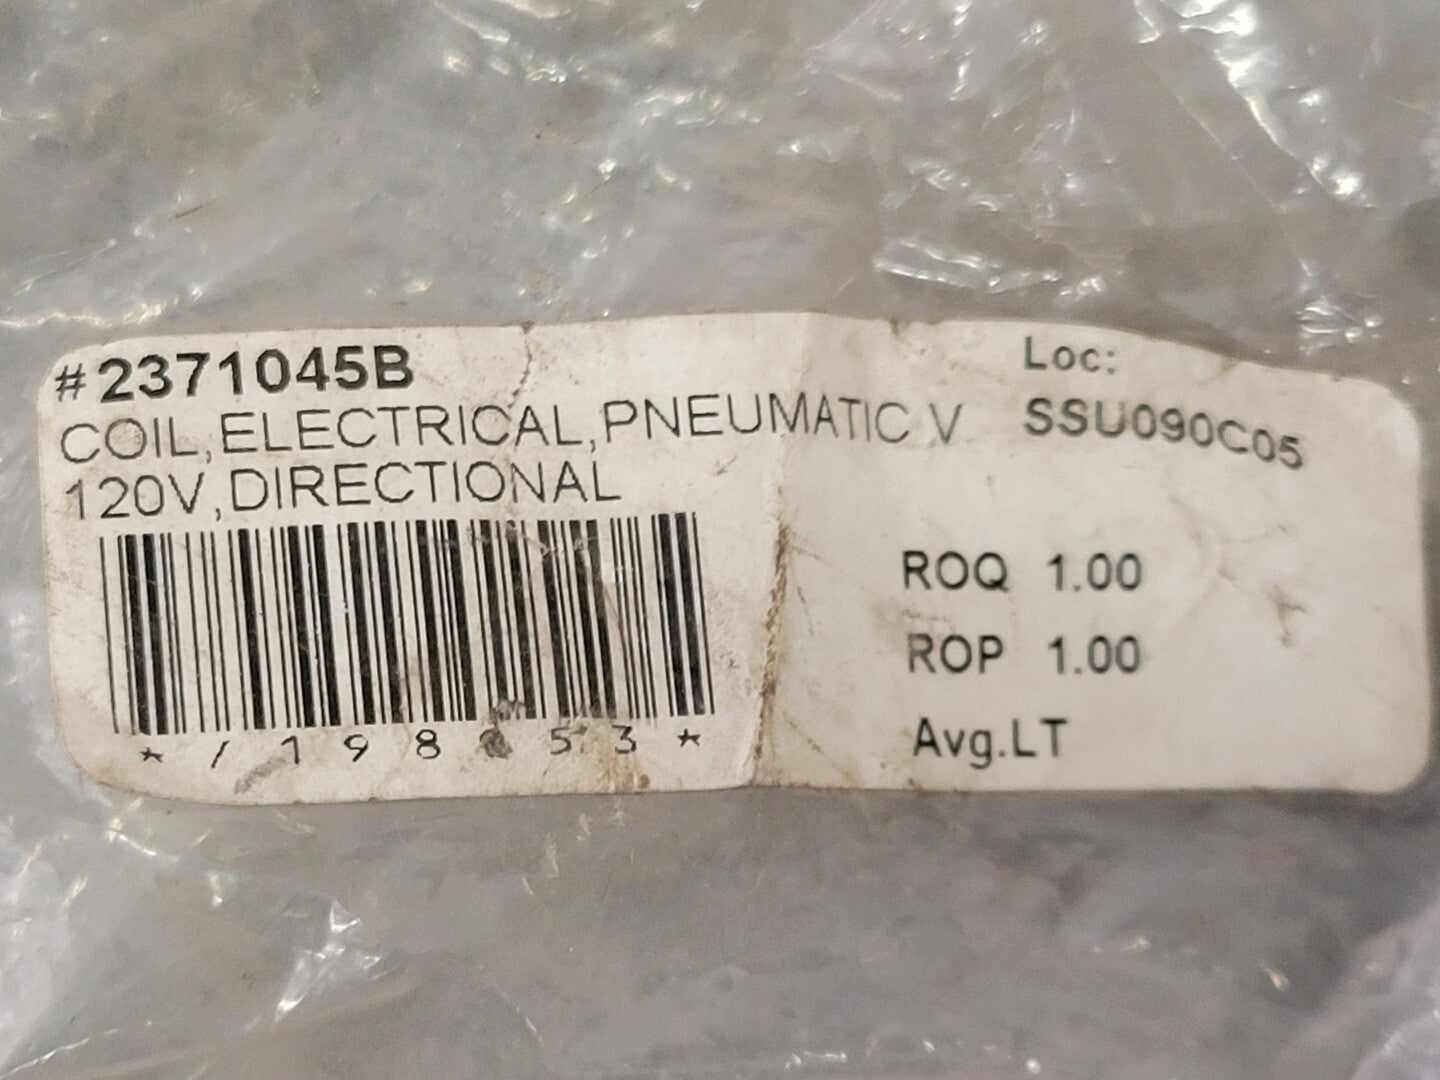 #2371045B
COIL,ELECTRICAL,PNEUMATIC V
120V,DIRECTIONAL
Loc:
SSU090C05
ROQ 1.00
ROP 1.00
Avg.LT